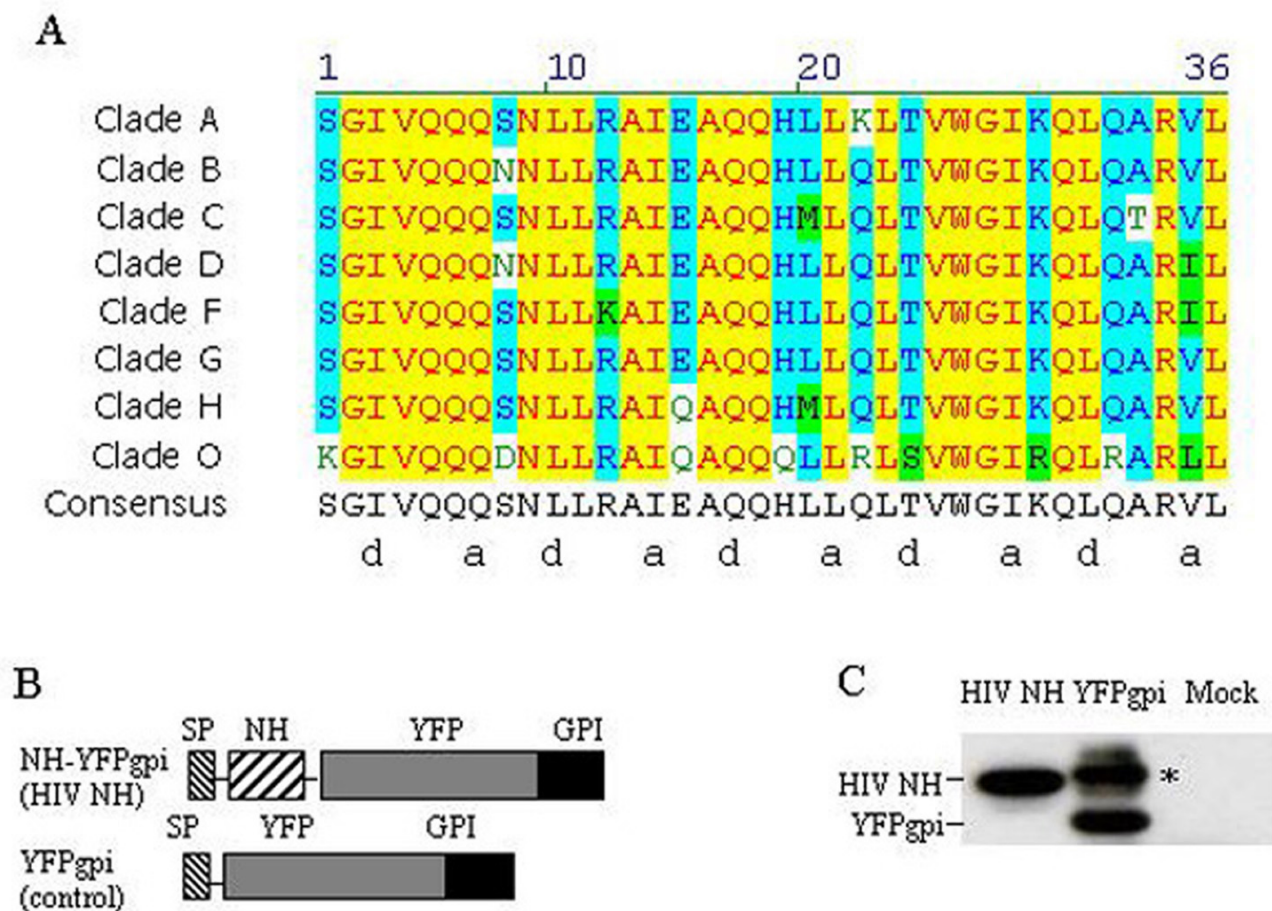 A
1 10 20 36
Clade A SGIVQQQSNLLRAIEAQQHLLKLTVWGIKQLQARVL
Clade B SGIVQQQNNLLRAIEAQQHLLQLTVWGIKQLQARVL
Clade C SGIVQQQSNLLRAIEAQQHMLQLTVWGIKQLQTRVL
Clade D SGIVQQQNNLLRAIEAQQHLLQLTVWGIKQLQARIL
Clade F SGIVQQQSNLLKAIEAQQHLLQLTVWGIKQLQARIL
Clade G SGIVQQQSNLLRAIEAQQHLLQLTVWGIKQLQARVL
Clade H SGIVQQQSNLLRAIQAQQHMLQLTVWGIKQLQARVL
Clade O KGIVQQQDNLLRAIQAQQQLLRLSVWGIRQLRARLL
Consensus SGIVQQQSNLLRAIEAQQHLLQLTVWGIKQLQARVL
d a d a d a d a d a
B
SP NH YFP GPI
NH-YFPgpi
(HIV NH)
SP YFP GPI
YFPgpi
(control)
C
HIV NH YFPgpi Mock
HIV NH *
YFPgpi